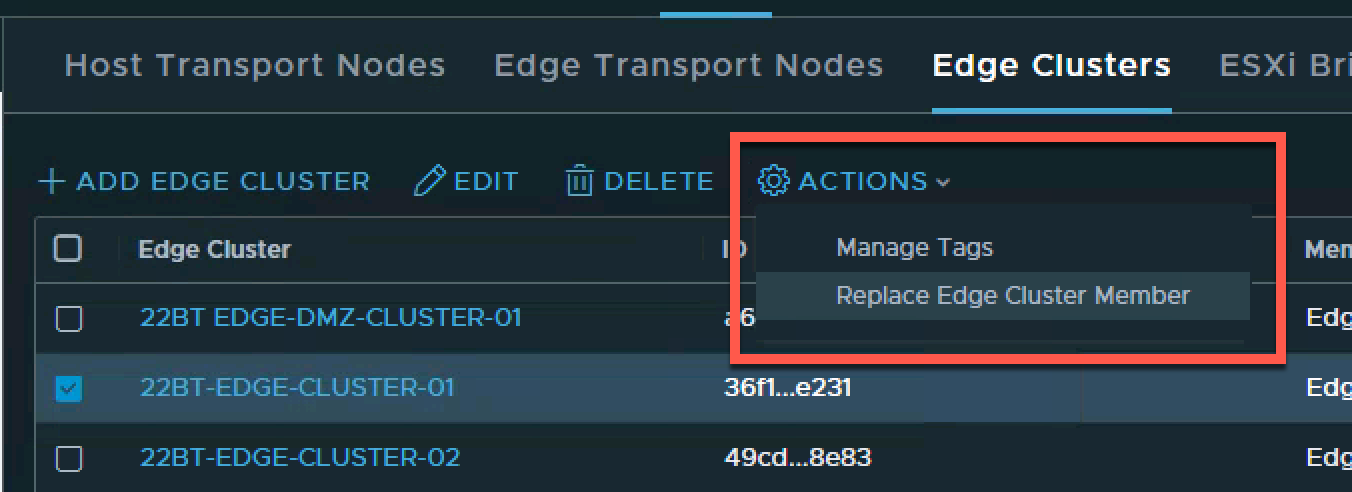 Host Transport Nodes Edge Transport Nodes Edge Clusters ESXi Bri
ADD EDGE CLUSTER EDIT DELETE ACTIONS
Edge Cluster ID Mem
Manage Tags
Replace Edge Cluster Member
22BT EDGE-DMZ-CLUSTER-01 a6 Edg
22BT-EDGE-CLUSTER-01 36f1...e231 Edg
22BT-EDGE-CLUSTER-02 49cd...8e83 Edg